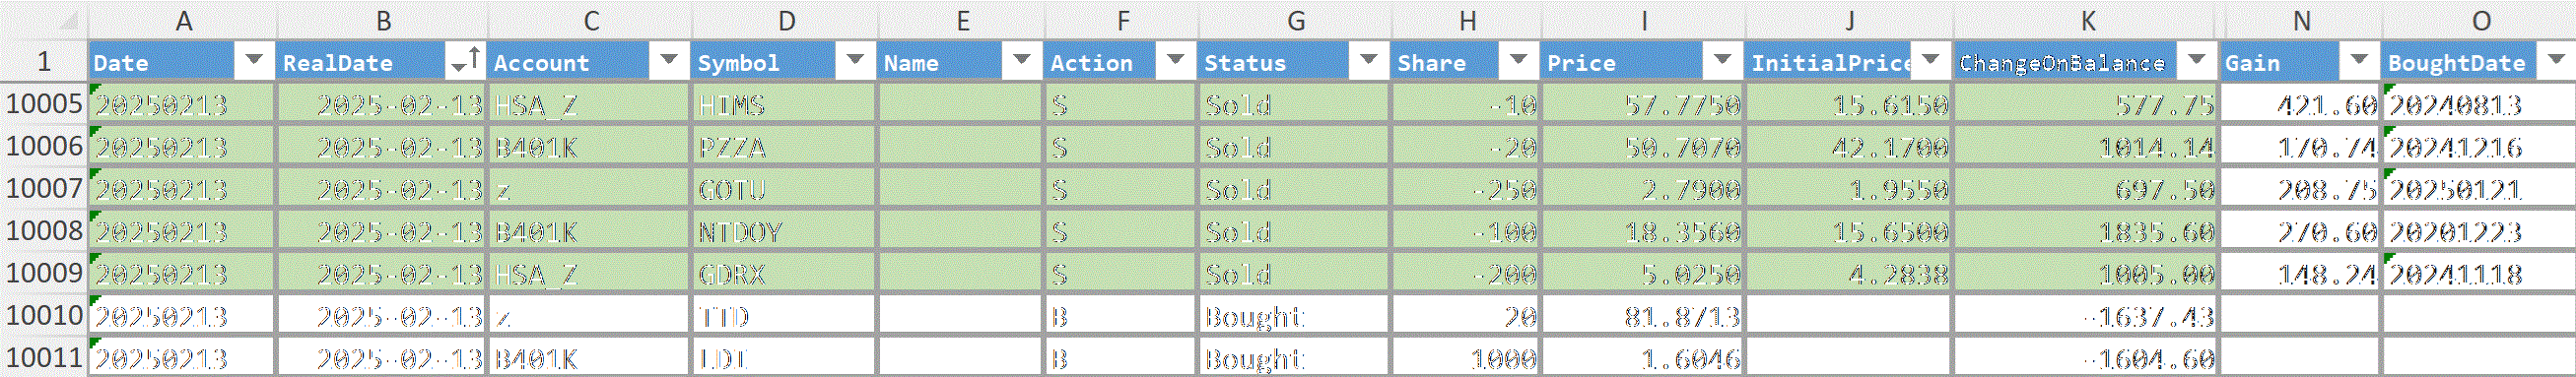 A B C D E F G H I J K N O
1 Date RealDate Account Symbol Name Action Status Share Price InitialPrice ChangeOnBalance Gain BoughtDate
10005 20250213 2025-02-13 HSA_Z HIMS S Sold -10 57.7750 15.6150 577.75 421.60 20240813
10006 20250213 2025-02-13 B401K PZZA S Sold -20 50.7070 42.1700 1014.14 170.74 20241216
10007 20250213 2025-02-13 z GOTU S Sold -250 2.7900 1.9550 697.50 208.75 20250121
10008 20250213 2025-02-13 B401K NTDOY S Sold -100 18.3560 15.6500 1835.60 270.60 20201223
10009 20250213 2025-02-13 HSA_Z GDRX S Sold -200 5.0250 4.2838 1005.00 148.24 20241118
10010 20250213 2025-02-13 z TTD B Bought 20 81.8713 -1637.43
10011 20250213 2025-02-13 B401K LDI B Bought 1000 1.6046 -1604.60